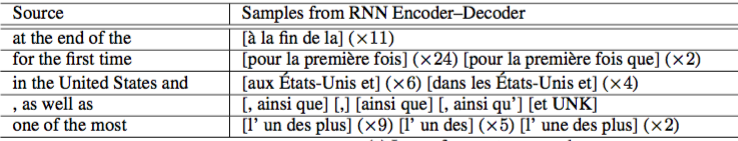 Source Samples from RNN Encoder–Decoder
at the end of the [à la fin de la] (×11)
for the first time [pour la première fois] (×24) [pour la première fois que] (×2)
in the United States and [aux États-Unis et] (×6) [dans les États-Unis et] (×4)
, as well as [, ainsi que] [,] [ainsi que] [, ainsi qu’] [et UNK]
one of the most [l’ un des plus] (×9) [l’ un des] (×5) [l’ une des plus] (×2)